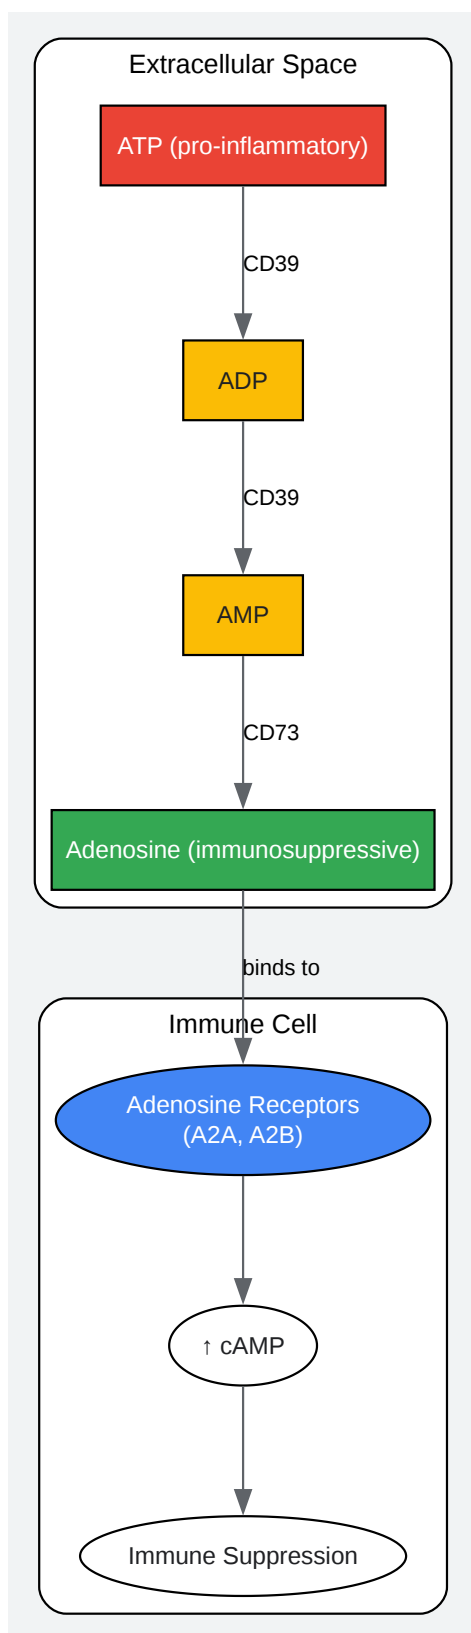 Extracellular Space
ATP (pro-inflammatory)
CD39
ADP
CD39
AMP
CD73
Adenosine (immunosuppressive)
binds to
Immune Cell
Adenosine Receptors
(A2A, A2B)
↑ cAMP
Immune Suppression